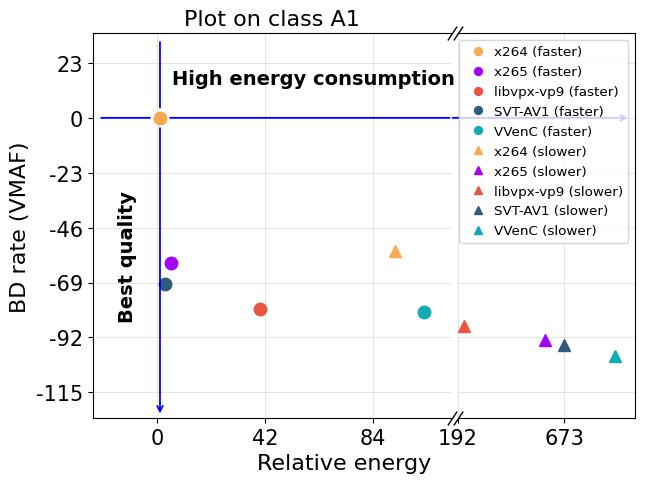 Plot on class A1
BD rate (VMAF)
23
0
-23
-46
-69
-92
-115
High energy consumption
Best quality
x264 (faster)
x265 (faster)
libvpx-vp9 (faster)
SVT-AV1 (faster)
VVenC (faster)
x264 (slower)
x265 (slower)
libvpx-vp9 (slower)
SVT-AV1 (slower)
VVenC (slower)
0 42 84 192 673
Relative energy